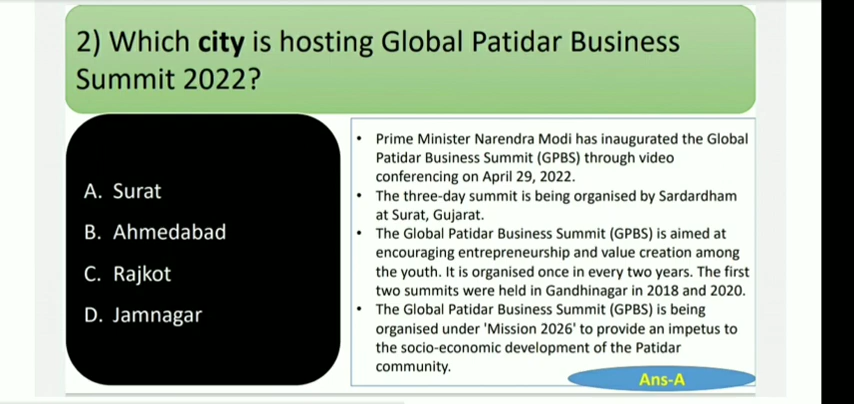 2) Which city is hosting Global Patidar Business
Summit 2022?
A. Surat
B. Ahmedabad
C. Rajkot
D. Jamnagar
• Prime Minister Narendra Modi has inaugurated the Global
Patidar Business Summit (GPBS) through video
conferencing on April 29, 2022.
• The three-day summit is being organised by Sardardham
at Surat, Gujarat.
• The Global Patidar Business Summit (GPBS) is aimed at
encouraging entrepreneurship and value creation among
the youth. It is organised once in every two years. The first
two summits were held in Gandhinagar in 2018 and 2020.
• The Global Patidar Business Summit (GPBS) is being
organised under 'Mission 2026' to provide an impetus to
the socio-economic development of the Patidar
community.
Ans-A